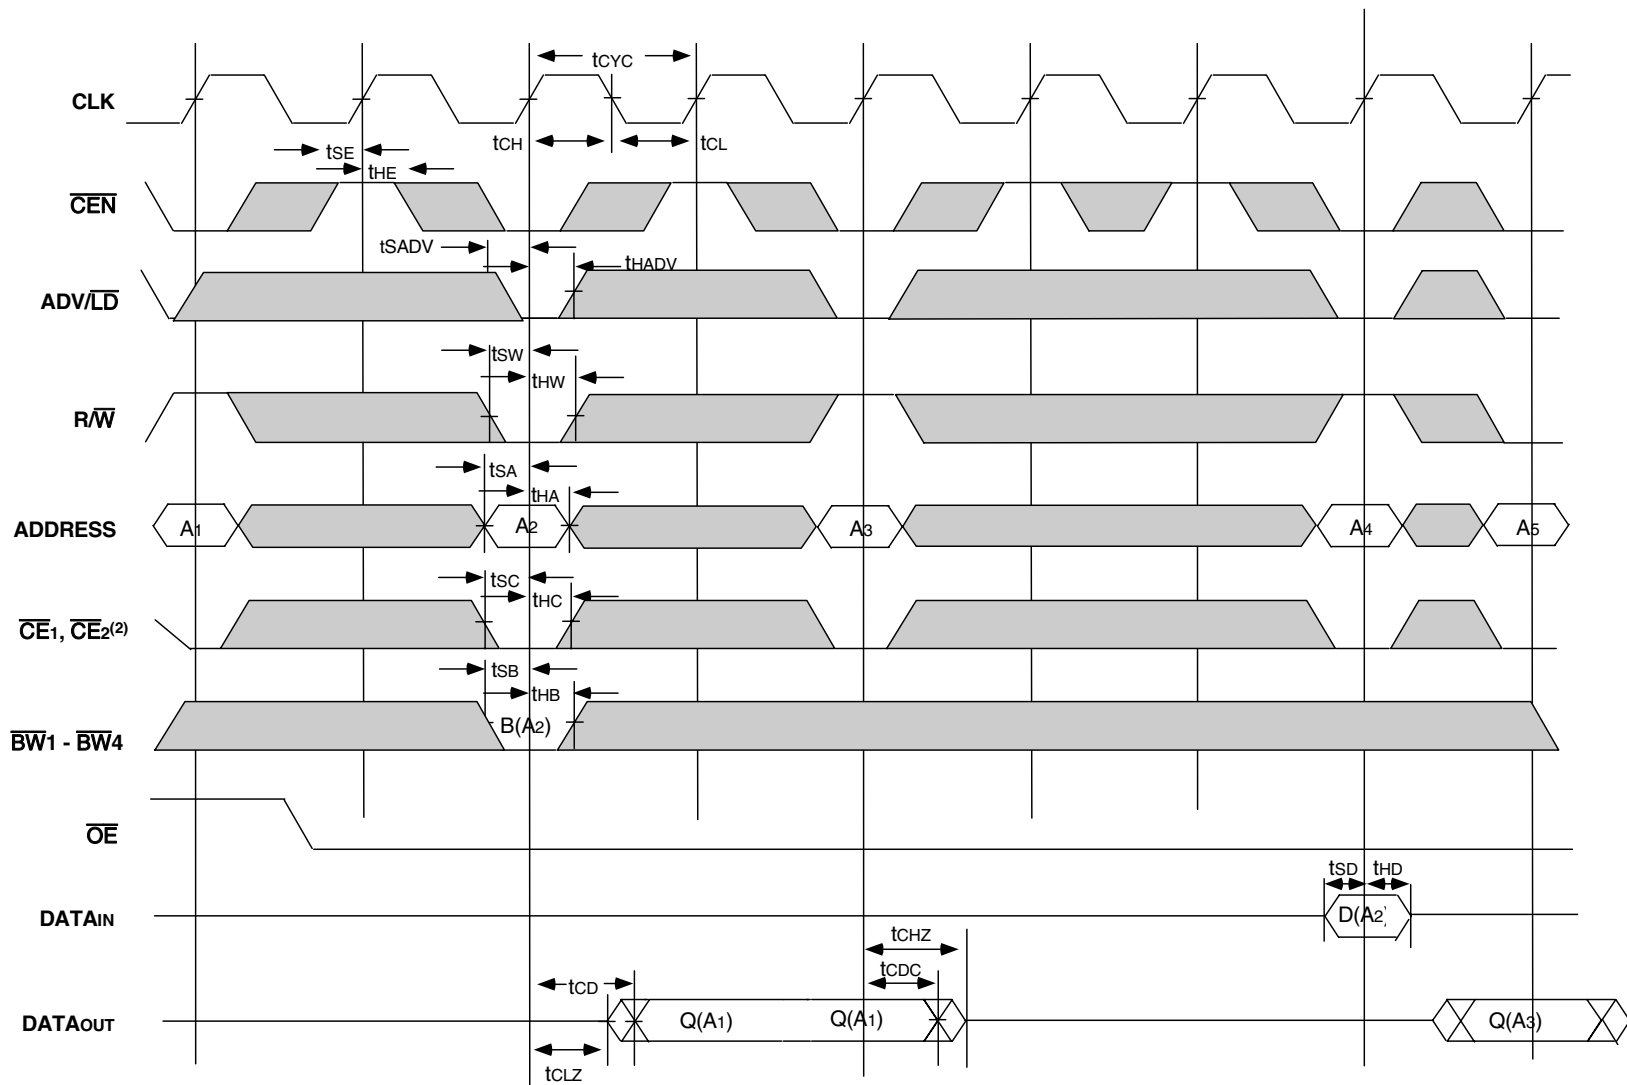 tCYC
CLK
tCH
tCL
tSE
tHE
CEN
tSADV
tHADV
ADV/LD
tSW
tHW
R/W
tSA
tHA
ADDRESS
A1
A2
A3
A4
A5
tSC
tHC
CE1, CE2(2)
tSB
tHB
B(A2)
BW1 - BW4
OE
tSD
tHD
DATAIN
D(A2)
tCHZ
tCDC
tCD
DATAOUT
Q(A1)
Q(A1)
Q(A3)
tCLZ